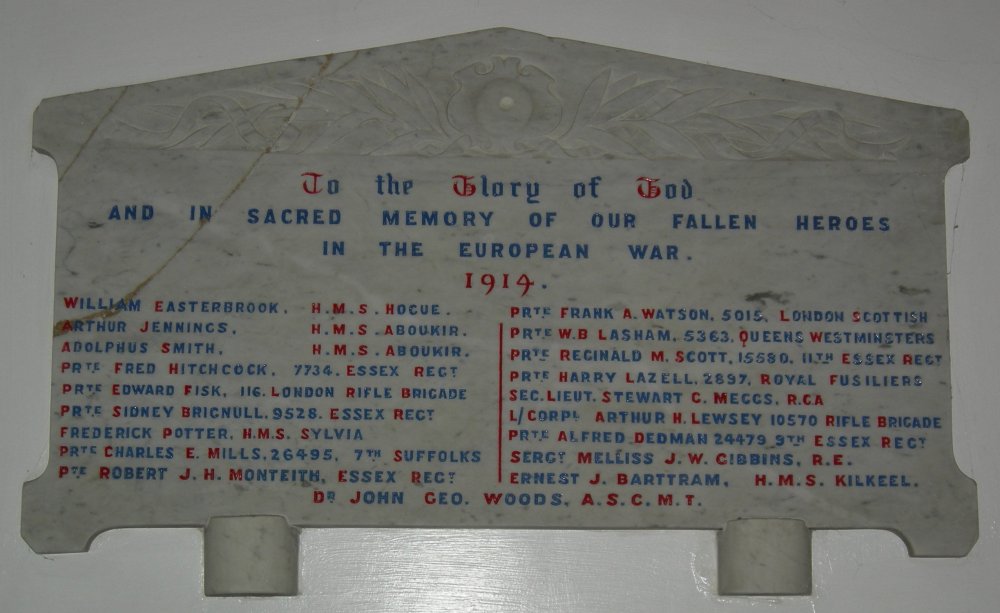 To the Glory of God
AND IN SACRED MEMORY OF OUR FALLEN HEROES
IN THE EUROPEAN WAR.
1914.
WILLIAM EASTERBROOK. H.M.S. HOGUE.
ARTHUR JENNINGS. H.M.S. ABOUKIR.
ADOLPHUS SMITH. H.M.S. ABOUKIR.
PRTE FRED HITCHCOCK, 7734. ESSEX REGT
PRTE EDWARD FISK, 116. LONDON RIFLE BRIGADE
PRTE SIDNEY BRIGNULL. 9528. ESSEX REGT
FREDERICK POTTER. H.M.S. SYLVIA
PRTE CHARLES E. MILLS, 26495, 7TH SUFFOLKS
PTE ROBERT J. H. MONTEITH, ESSEX REGT
PRTE FRANK A. WATSON, 5015, LONDON SCOTTISH
PRTE W.B LASHAM, 5363, QUEENS WESTMINSTERS
PRTE REGINALD M. SCOTT, 15580, 11TH ESSEX REGT
PRTE HARRY LAZELL, 2897, ROYAL FUSILIERS
SEC. LIEUT. STEWART G. MEGGS, R.G.A
L/CORPL ARTHUR H. LEWSEY 10570 RIFLE BRIGADE
PRTE ALFRED DEDMAN 24479 9TH ESSEX REGT
SERGT MELLISS J. W. GIBBINS, R.E.
ERNEST J. BARTTRAM, H.M.S. KILKEEL.
DR JOHN GEO. WOODS, A.S.C.M.T.